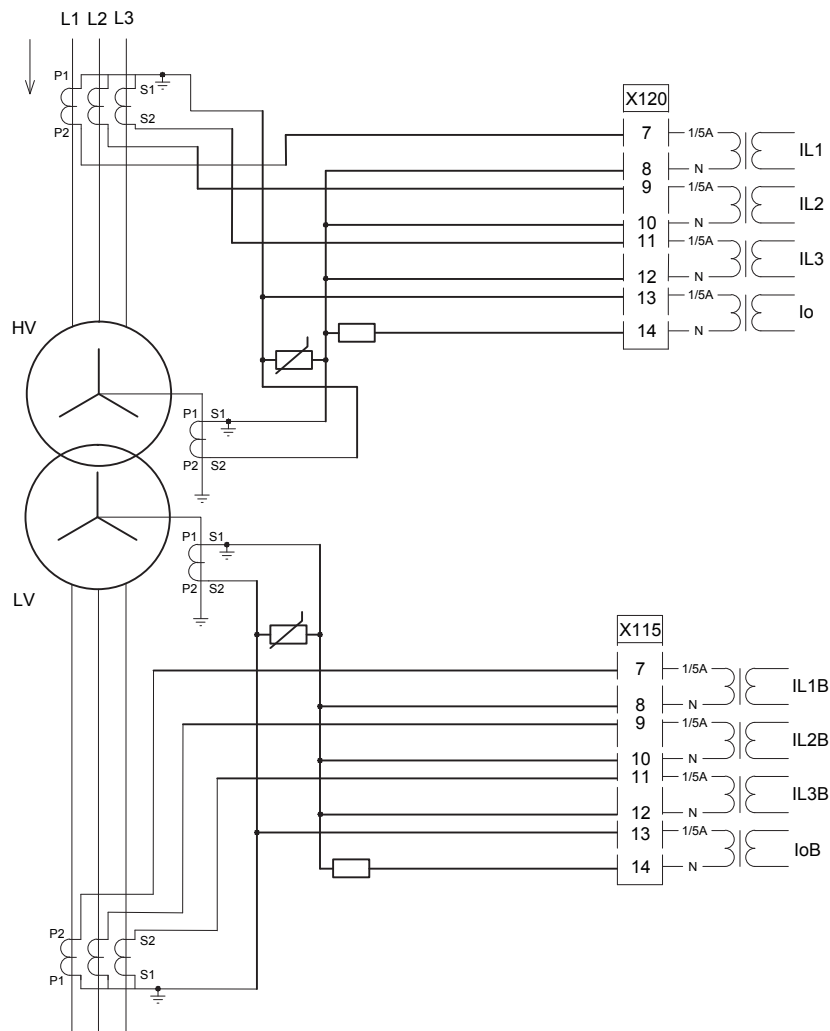 L1 L2 L3
P1
S1
P2
S2
X120
7 1/5A IL1
8 N
9 1/5A IL2
10 N
11 1/5A IL3
12 N
13 1/5A Io
14 N
HV
P1 S1
P2 S2
P1 S1
P2 S2
LV
X115
7 1/5A IL1B
8 N
9 1/5A IL2B
10 N
11 1/5A IL3B
12 N
13 1/5A IoB
14 N
P2 S2
P1 S1